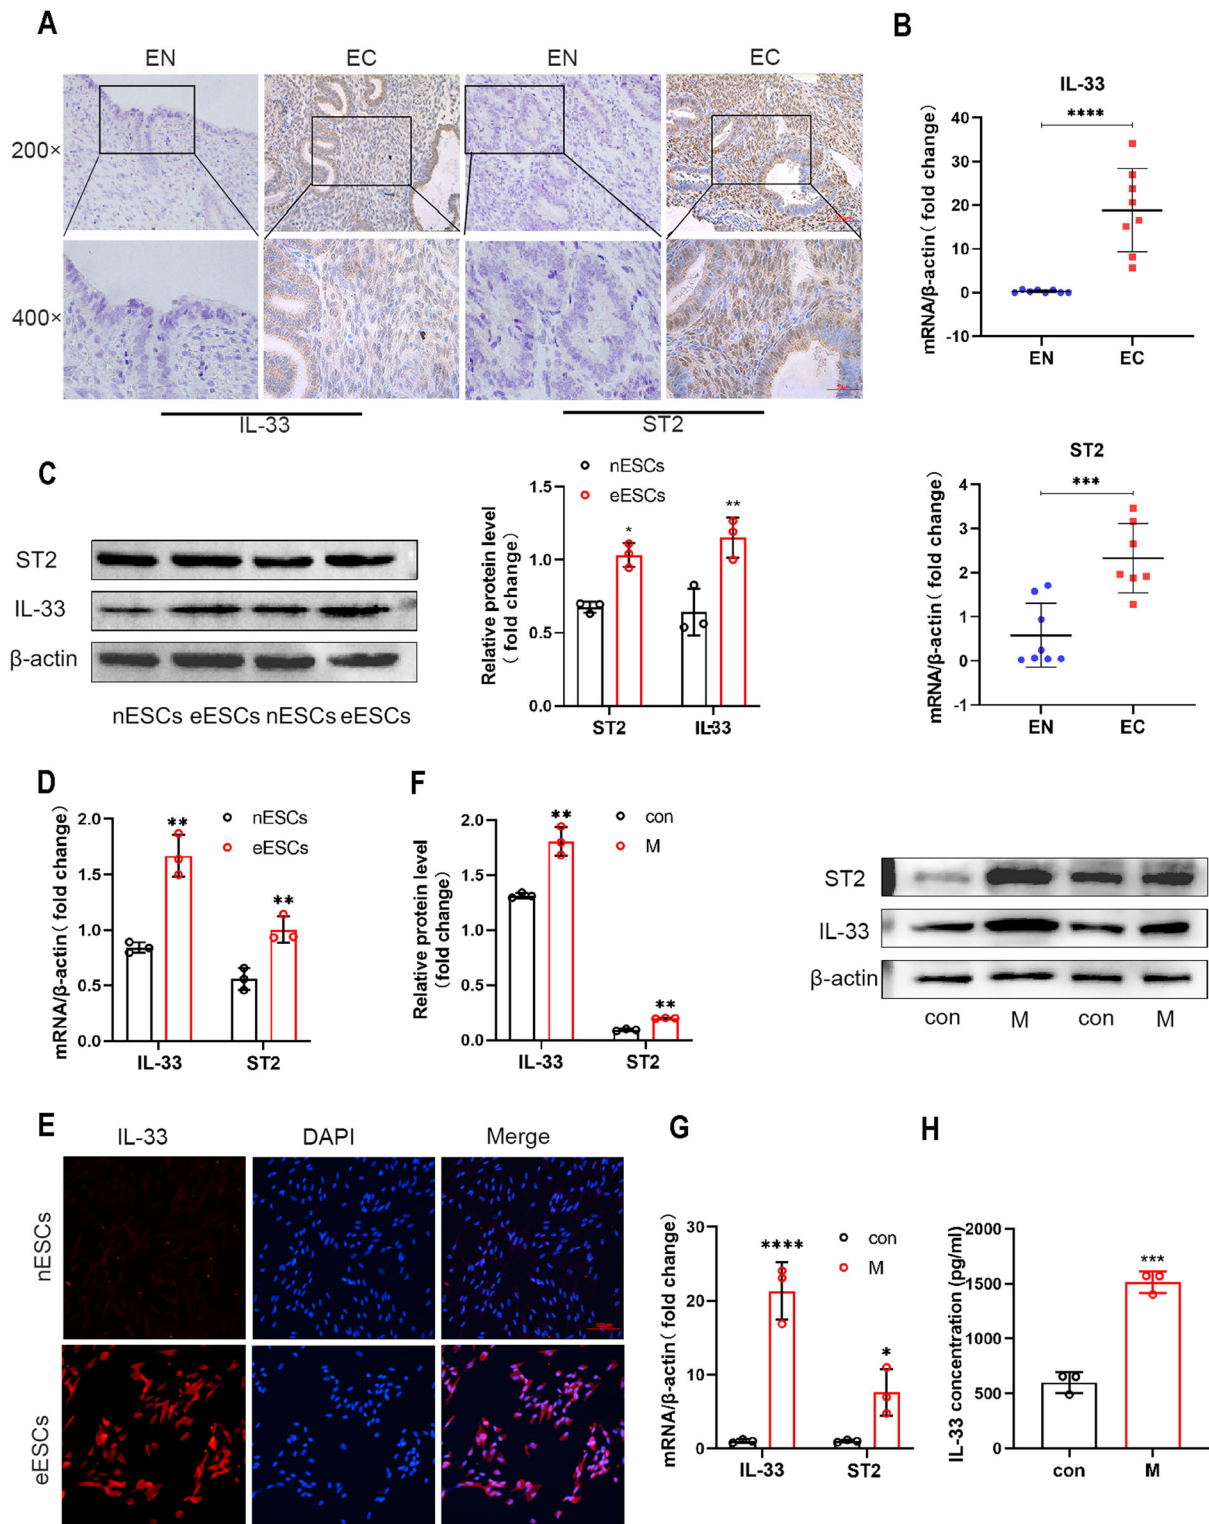 A
EN EC EN EC
200×
400×
IL-33 ST2
B
IL-33
****
40
30
20
10
0
-10
mRNA/β-actin( fold change)
EN EC
ST2
***
4
3
2
1
0
-1
mRNA/β-actin( fold change)
EN EC
C
ST2
IL-33
β-actin
nESCs eESCs nESCs eESCs
nESCs
eESCs
1.5
1.0
0.5
0.0
Relative protein level
( fold change)
* **
ST2 IL-33
D
nESCs
eESCs
2.0
1.5
1.0
0.5
0.0
mRNA/β-actin( fold change)
** **
IL-33 ST2
F
con
M
2.0
1.5
1.0
0.5
0.0
Relative protein level
(fold change)
** **
IL-33 ST2
ST2
IL-33
β-actin
con M con M
E
IL-33 DAPI Merge
nESCs
eESCs
G
con
M
30
20
10
0
mRNA/β-actin( fold change)
**** *
IL-33 ST2
H
2000
1500
1000
500
0
IL-33 concentration (pg/ml)
***
con M